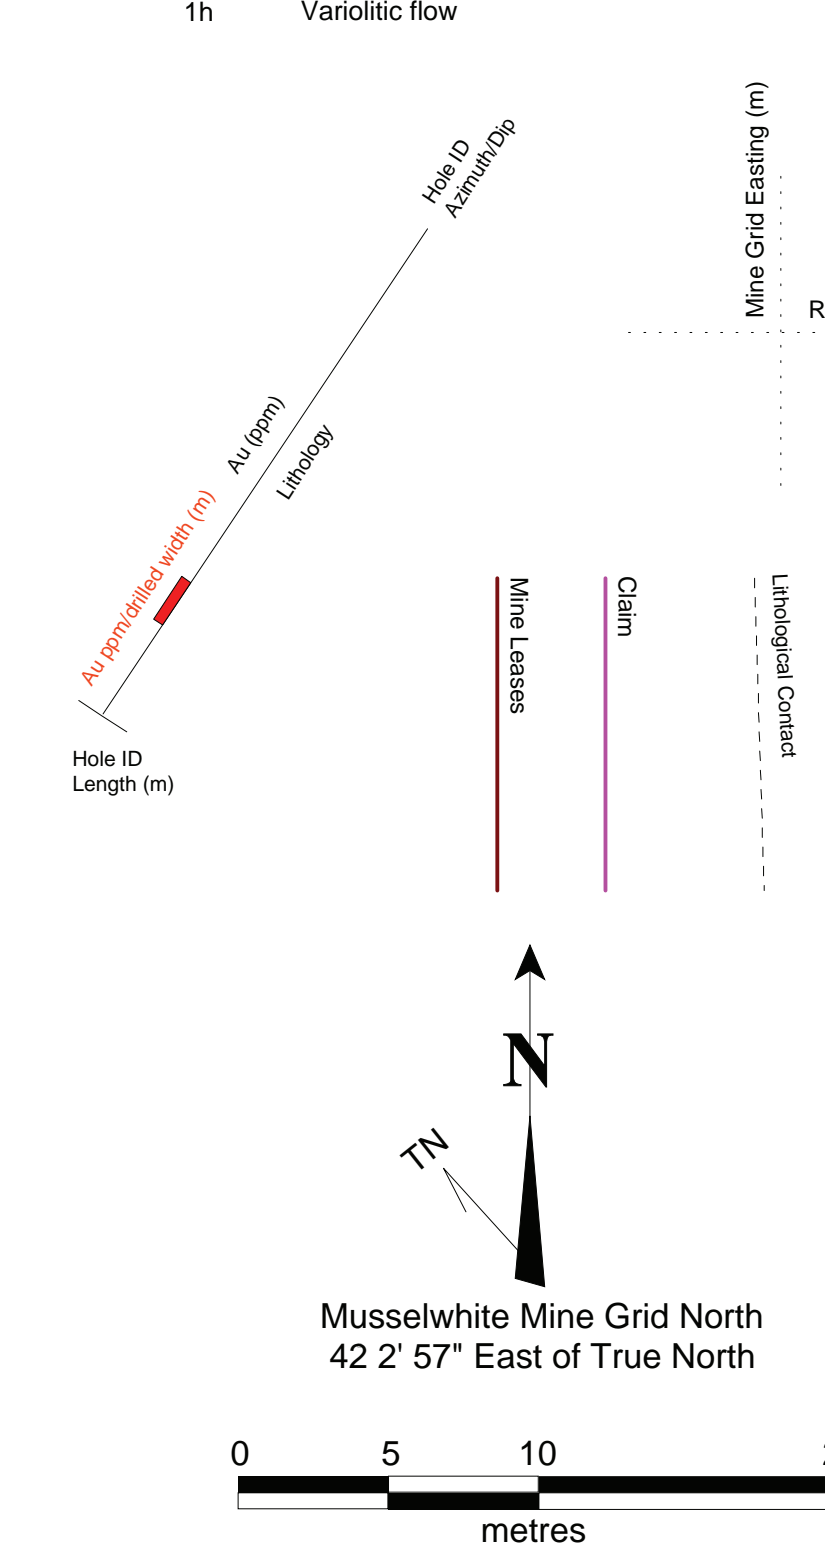 1h Variolitic flow
Hole ID
Azimuth/Dip
Mine Grid Easting (m)
R
Au (ppm)
Lithology
Au ppm/drilled width (m)
Hole ID
Length (m)
Mine Leases
Claim
Lithological Contact
N
TN
Musselwhite Mine Grid North
42 2' 57" East of True North
0 5 10
metres